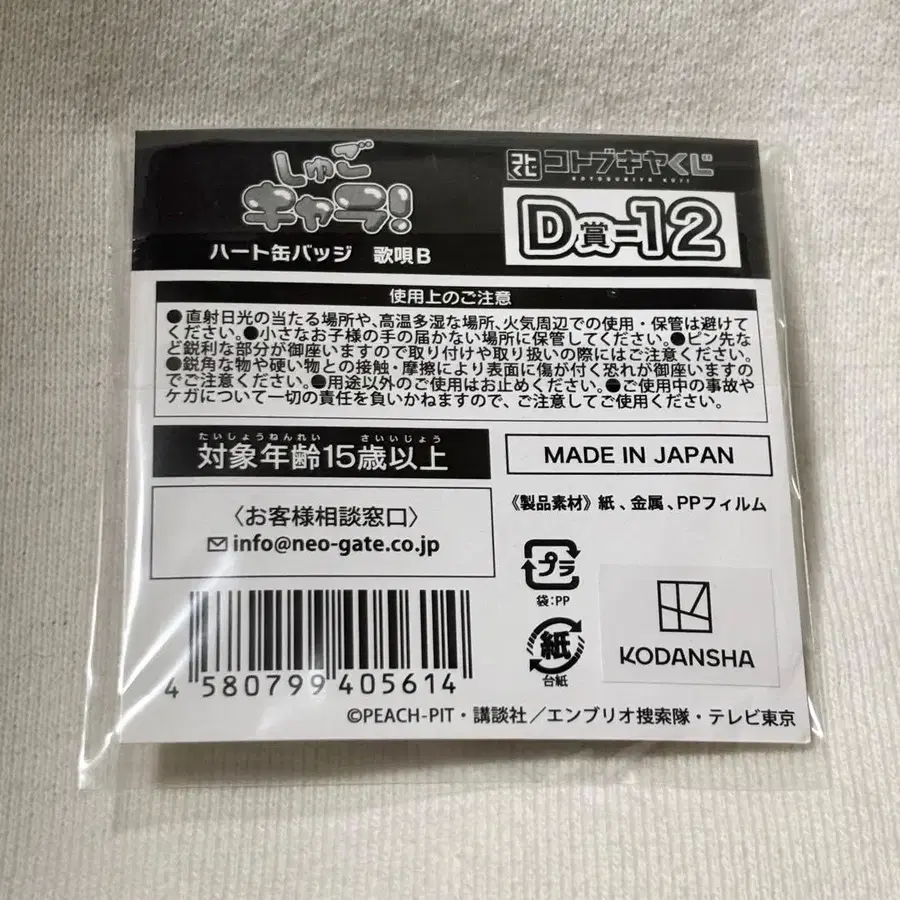 しゅご
キャラ!
ハート缶バッジ 歌唄B
コトくじ コトブキヤくじ
KOTOBUKIYA KUJI
D賞-12
使用上のご注意
●直射日光の当たる場所や、高温多湿な場所、火気周辺での使用・保管は避けて
ください。●小さなお子様の手の届かない場所に保管してください。●ピン先な
ど鋭利な部分が御座いますので取り付けや取り扱いの際にはご注意ください。
●鋭角な物や硬い物との接触・摩擦により表面に傷が付く恐れが御座いますの
でご注意ください。●用途以外のご使用はお止めください。●ご使用中の事故や
ケガについて一切の責任を負いかねますので、ご注意してご使用ください。
たいしょうねんれい さいいじょう
対象年齢15歳以上
MADE IN JAPAN
〈お客様相談窓口〉
info@neo-gate.co.jp
《製品素材》紙、金属、PPフィルム
プラ
袋:PP
紙
台紙
KODANSHA
4 580799 405614
©PEACH-PIT・講談社/エンブリオ捜索隊・テレビ東京